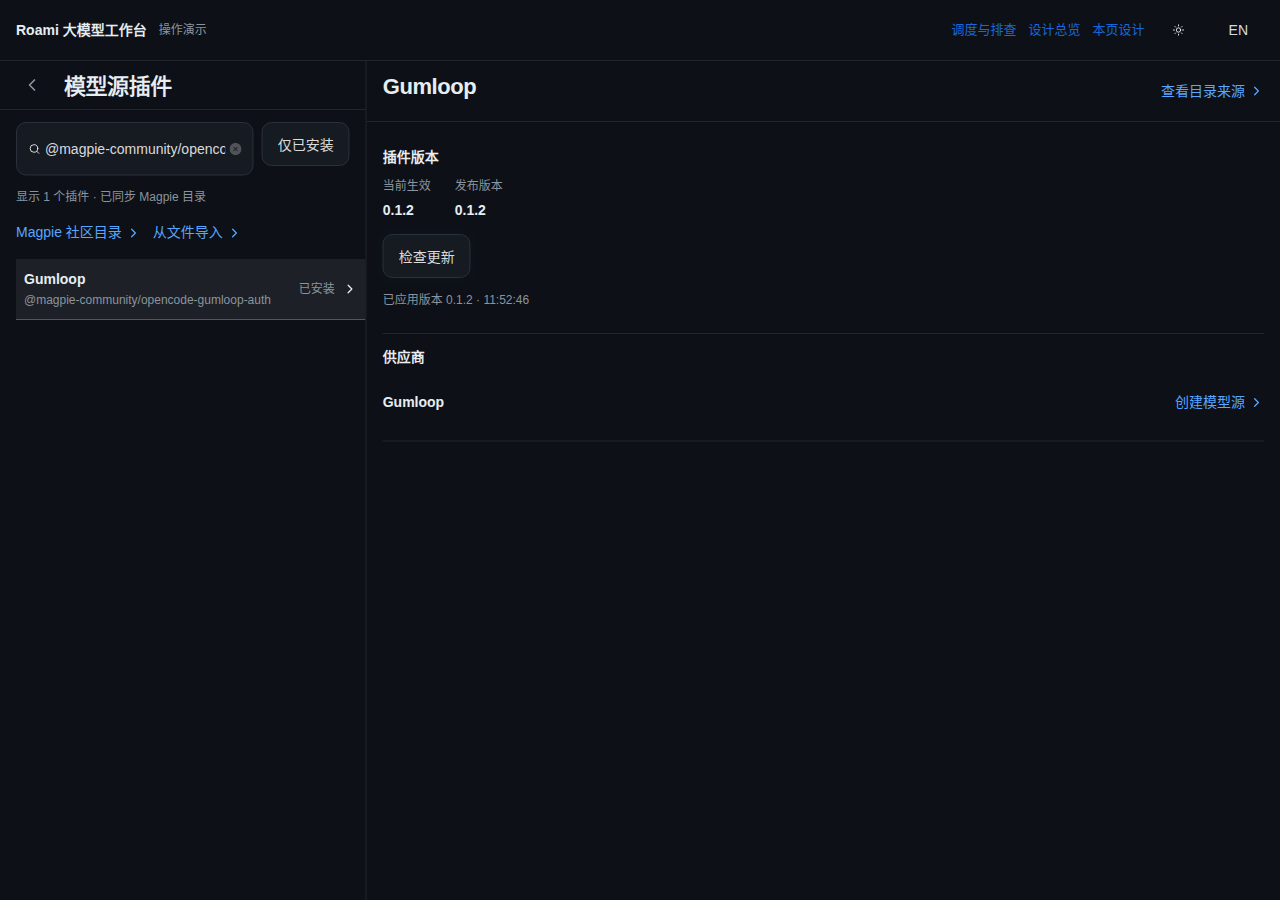 Roami 大模型工作台 操作演示
调度与排查 设计总览 本页设计 EN
模型源插件
@magpie-community/openc
仅已安装
显示 1 个插件 · 已同步 Magpie 目录
Magpie 社区目录 从文件导入
Gumloop
@magpie-community/opencode-gumloop-auth
已安装
Gumloop
查看目录来源
插件版本
当前生效 发布版本
0.1.2 0.1.2
检查更新
已应用版本 0.1.2 · 11:52:46
供应商
Gumloop
创建模型源